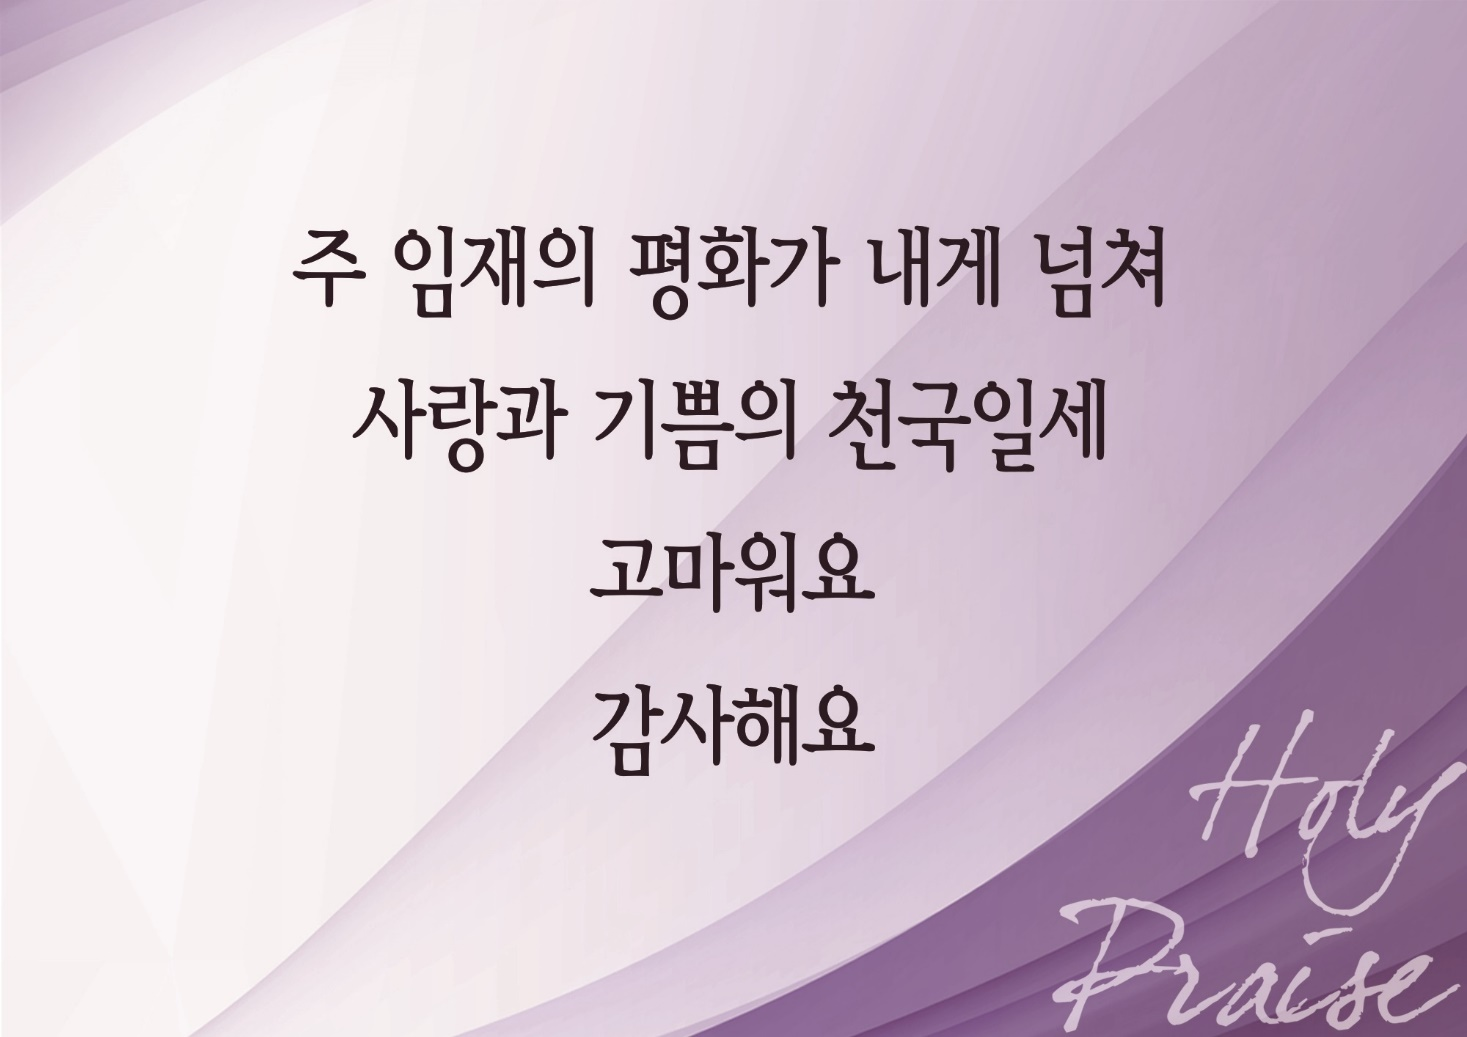 주 임재의 평화가 내게 넘쳐
사랑과 기쁨의 천국일세
고마워요
감사해요
Holy
Praise